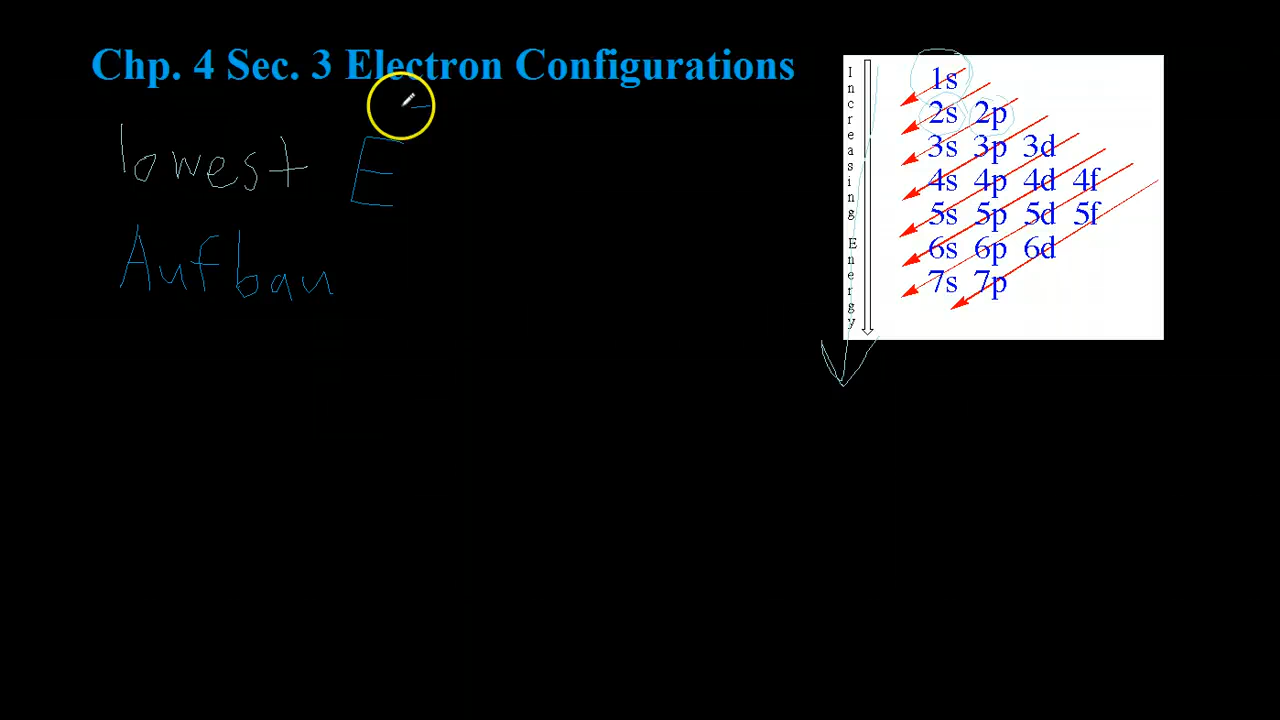 Chp. 4 Sec. 3 Electron Configurations
lowest E
Aufbau
Increasing Energy
1s
2s 2p
3s 3p 3d
4s 4p 4d 4f
5s 5p 5d 5f
6s 6p 6d
7s 7p